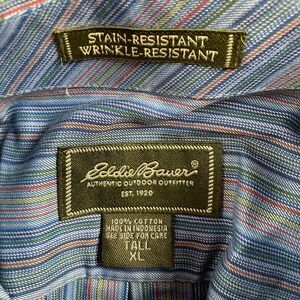 STAIN-RESISTANT
WRINKLE-RESISTANT
Eddie Bauer®
AUTHENTIC OUTDOOR OUTFITTER
EST. 1920
100% COTTON
MADE IN INDONESIA
SEE SIDE FOR CARE
TALL
XL